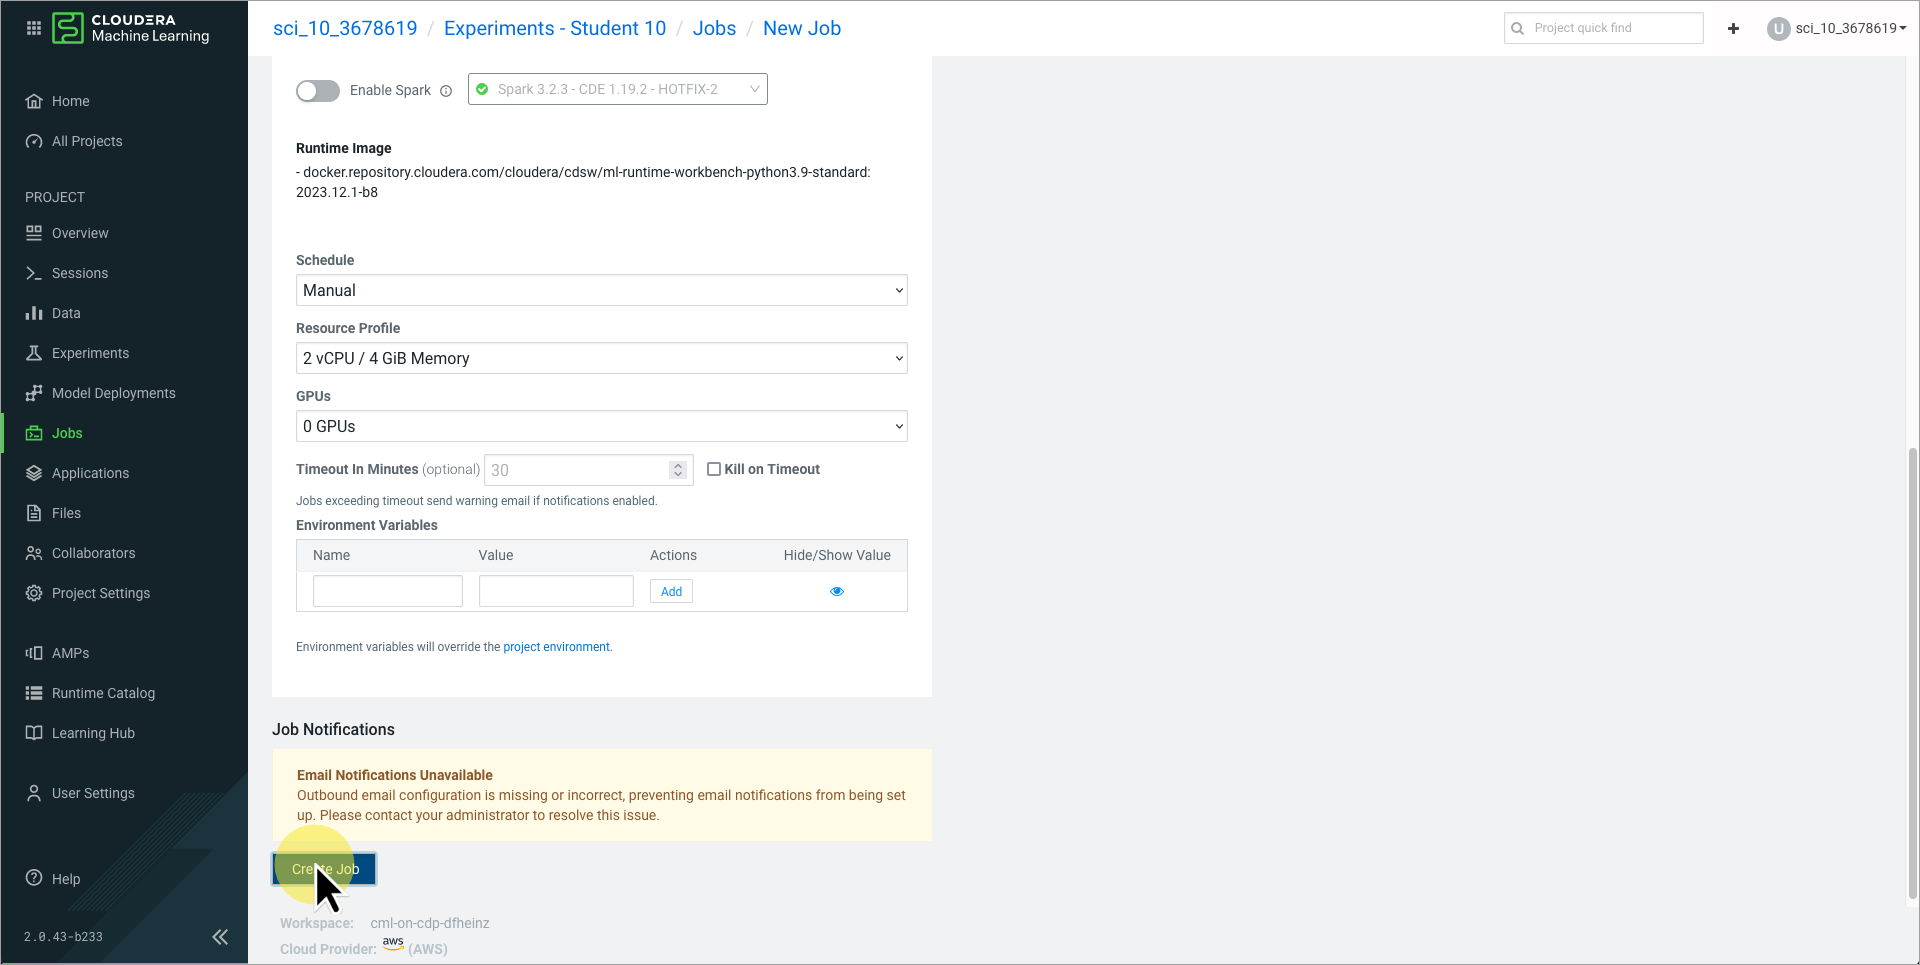 CLOUDERA
Machine Learning
sci_10_3678619 / Experiments - Student 10 / Jobs / New Job
Project quick find
U sci_10_3678619
Home
All Projects
PROJECT
Overview
Sessions
Data
Experiments
Model Deployments
Jobs
Applications
Files
Collaborators
Project Settings
AMPs
Runtime Catalog
Learning Hub
User Settings
Help
2.0.43-b233
Enable Spark
Spark 3.2.3 - CDE 1.19.2 - HOTFIX-2
Runtime Image
- docker.repository.cloudera.com/cloudera/cdsw/ml-runtime-workbench-python3.9-standard:
2023.12.1-b8
Schedule
Manual
Resource Profile
2 vCPU / 4 GiB Memory
GPUs
0 GPUs
Timeout In Minutes (optional) 30 Kill on Timeout
Jobs exceeding timeout send warning email if notifications enabled.
Environment Variables
Name Value Actions Hide/Show Value
Add
Environment variables will override the project environment.
Job Notifications
Email Notifications Unavailable
Outbound email configuration is missing or incorrect, preventing email notifications from being set
up. Please contact your administrator to resolve this issue.
Create Job
Workspace: cml-on-cdp-dfheinz
Cloud Provider: aws (AWS)